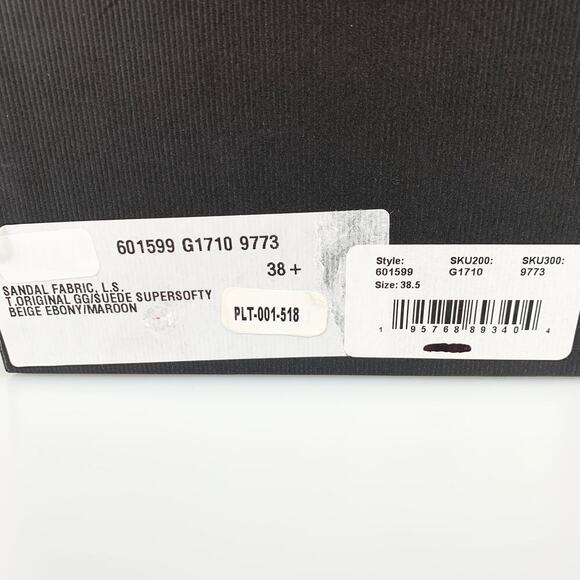 601599 G1710 9773
38+
SANDAL FABRIC, L.S.
T.ORIGINAL GG/SUEDE SUPERSOFTY
BEIGE EBONY/MAROON
PLT-001-518
Style: SKU200: SKU300:
601599 G1710 9773
Size: 38.5
1 95768 89340 4